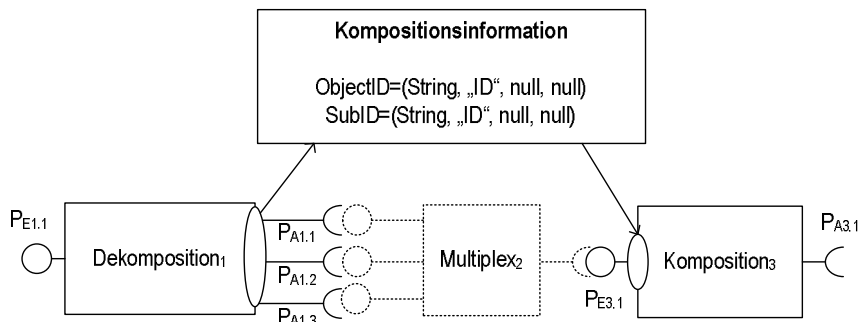 Kompositionsinformation
ObjectID=(String, „ID“, null, null)
SubID=(String, „ID“, null, null)
PE1.1
Dekomposition1
PA1.1
PA1.2
PA1.3
Multiplex2
PE3.1
Komposition3
PA3.1